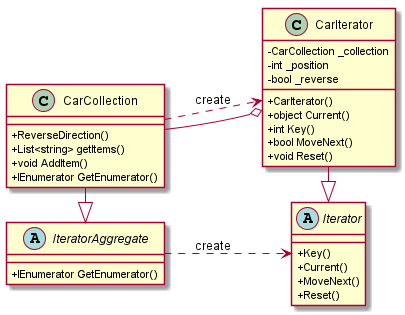 C CarIterator
-CarCollection _collection
-int _position
-bool _reverse
+CarIterator()
+object Current()
+int Key()
+bool MoveNext()
+void Reset()
C CarCollection
+ReverseDirection()
+List<string> getItems()
+void AddItem()
+IEnumerator GetEnumerator()
create
A IteratorAggregate
+IEnumerator GetEnumerator()
create
A Iterator
+Key()
+Current()
+MoveNext()
+Reset()